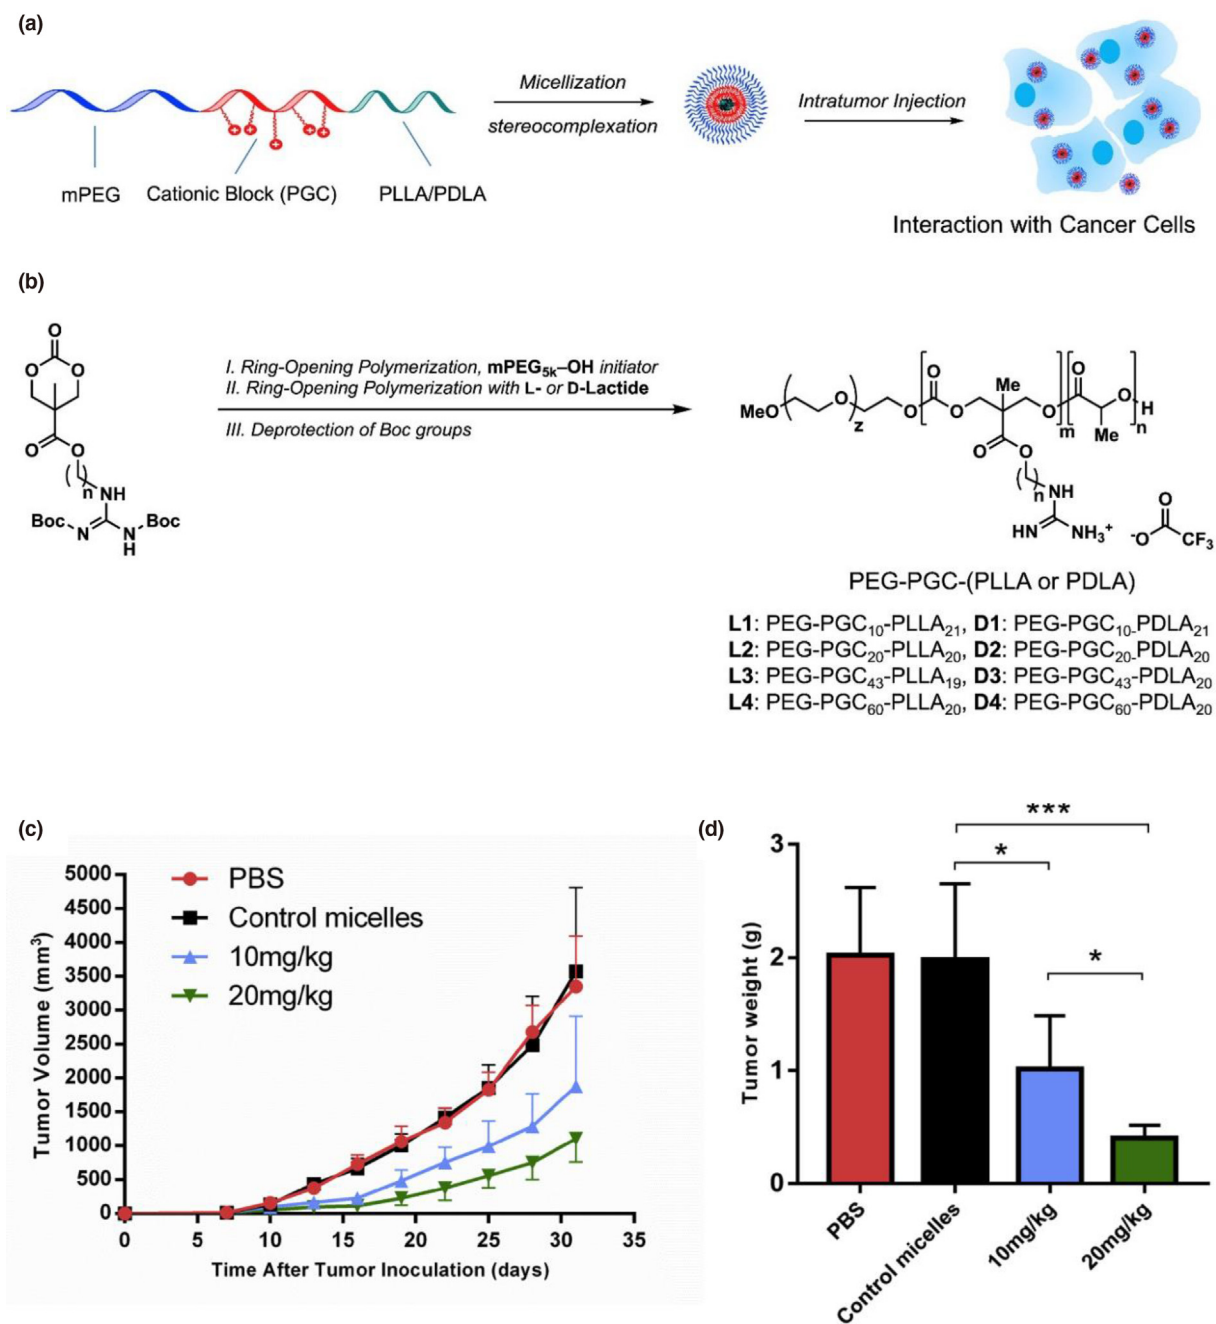 (a)
Micellization
stereocomplexation
Intratumor Injection
mPEG
Cationic Block (PGC)
PLLA/PDLA
Interaction with Cancer Cells
(b)
I. Ring-Opening Polymerization, mPEG5k–OH initiator
II. Ring-Opening Polymerization with L- or D-Lactide
III. Deprotection of Boc groups
O
O O
O
O
( )n
NH
Boc N N Boc
H
MeO ( O )z O O O Me O O O H
m n
O
O
Me
( )n
NH
HN NH3+
O
-O CF3
PEG-PGC-(PLLA or PDLA)
L1: PEG-PGC10-PLLA21, D1: PEG-PGC10-PDLA21
L2: PEG-PGC20-PLLA20, D2: PEG-PGC20-PDLA20
L3: PEG-PGC43-PLLA19, D3: PEG-PGC43-PDLA20
L4: PEG-PGC60-PLLA20, D4: PEG-PGC60-PDLA20
(c)
PBS
Control micelles
10mg/kg
20mg/kg
Tumor Volume (mm3)
5000
4500
4000
3500
3000
2500
2000
1500
1000
500
0
0 5 10 15 20 25 30 35
Time After Tumor Inoculation (days)
(d)
***
*
*
Tumor weight (g)
3
2
1
0
PBS
Control micelles
10mg/kg
20mg/kg